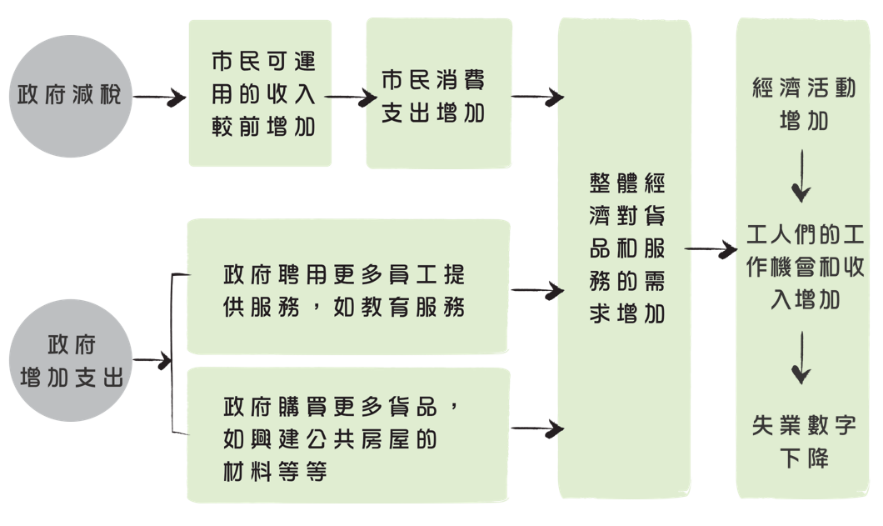 政府減稅
市民可運
用的收入
較前增加
市民消費
支出增加
政府
增加支出
政府聘用更多員工提
供服務，如教育服務
政府購買更多貨品，
如興建公共房屋的
材料等等
整體經
濟對貨
品和服
務的需
求增加
經濟活動
增加
工人們的工
作機會和收
入增加
失業數字
下降